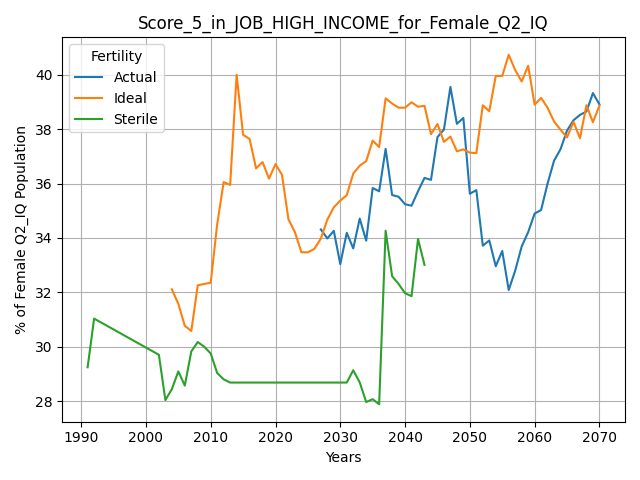 Score_5_in_JOB_HIGH_INCOME_for_Female_Q2_IQ
Fertility
Actual
Ideal
Sterile
% of Female Q2_IQ Population
40
38
36
34
32
30
28
1990 2000 2010 2020 2030 2040 2050 2060 2070
Years